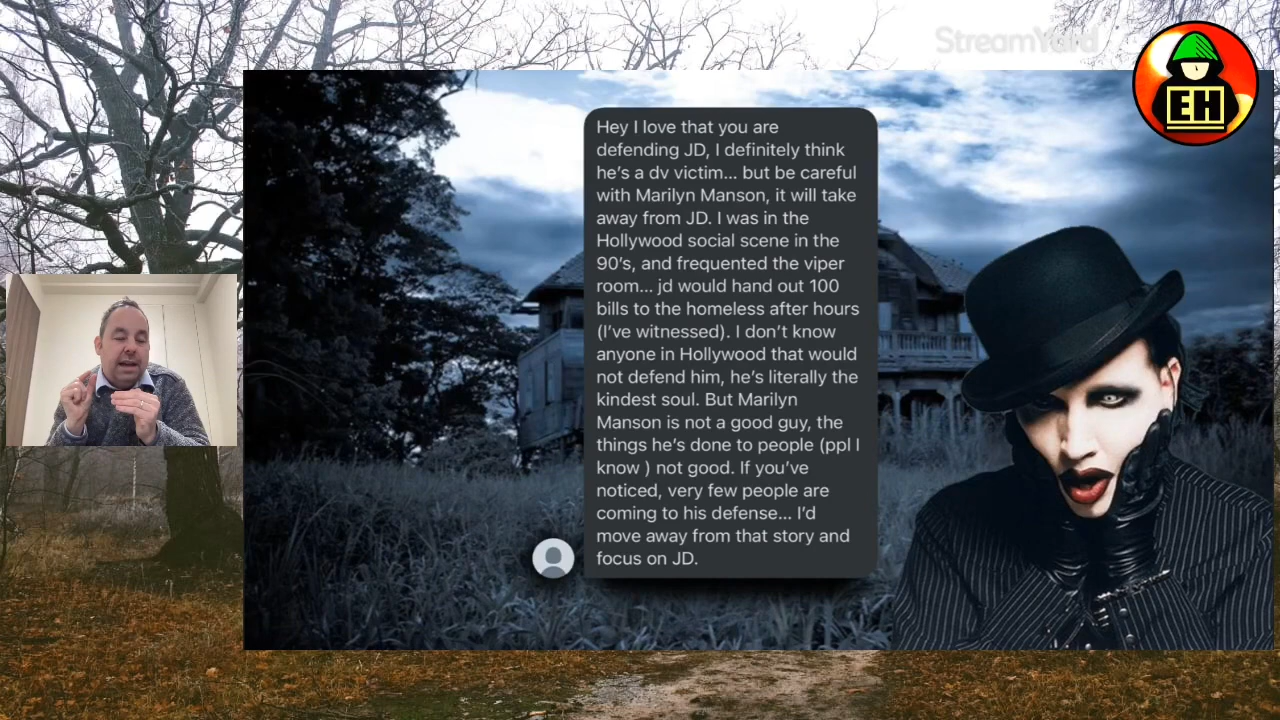 StreamYard
EH
Hey I love that you are
defending JD, I definitely think
he's a dv victim... but be careful
with Marilyn Manson, it will take
away from JD. I was in the
Hollywood social scene in the
90's, and frequented the viper
room... jd would hand out 100
bills to the homeless after hours
(I've witnessed). I don't know
anyone in Hollywood that would
not defend him, he's literally the
kindest soul. But Marilyn
Manson is not a good guy, the
things he's done to people (ppl I
know ) not good. If you've
noticed, very few people are
coming to his defense... I'd
move away from that story and
focus on JD.